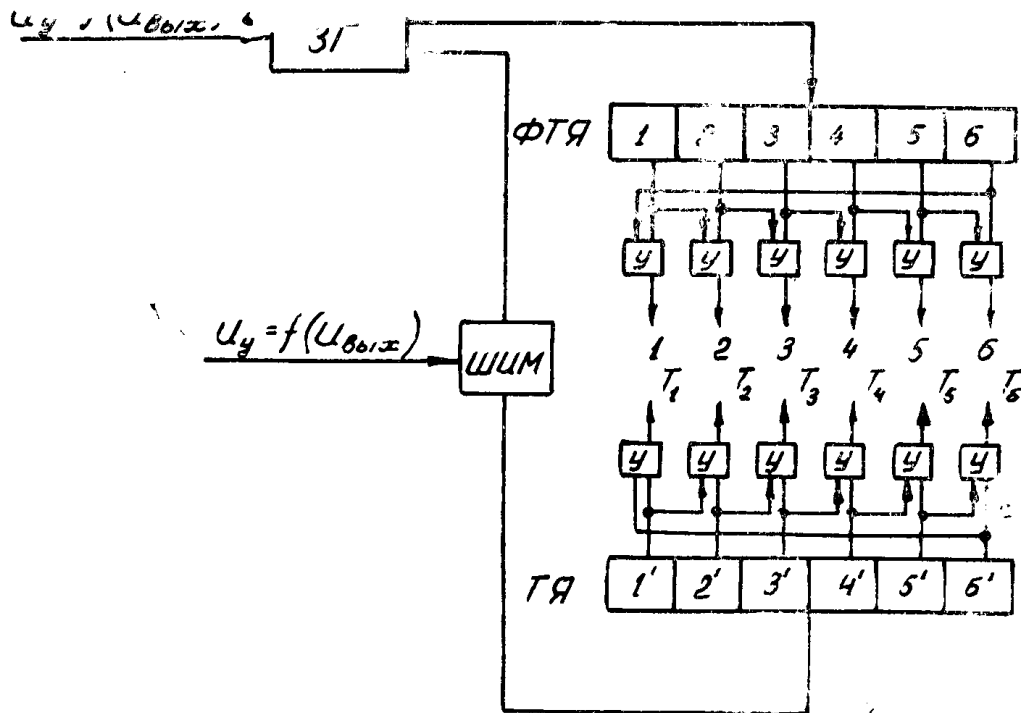 ЗГ
ФТЯ 1 2 3 4 5 6
У У У У У У
Uу = f(Uвых)
ШИМ
1 2 3 4 5 6
T1 T2 T3 T4 T5 T6
У У У У У У
ТЯ 1' 2' 3' 4' 5' 6'